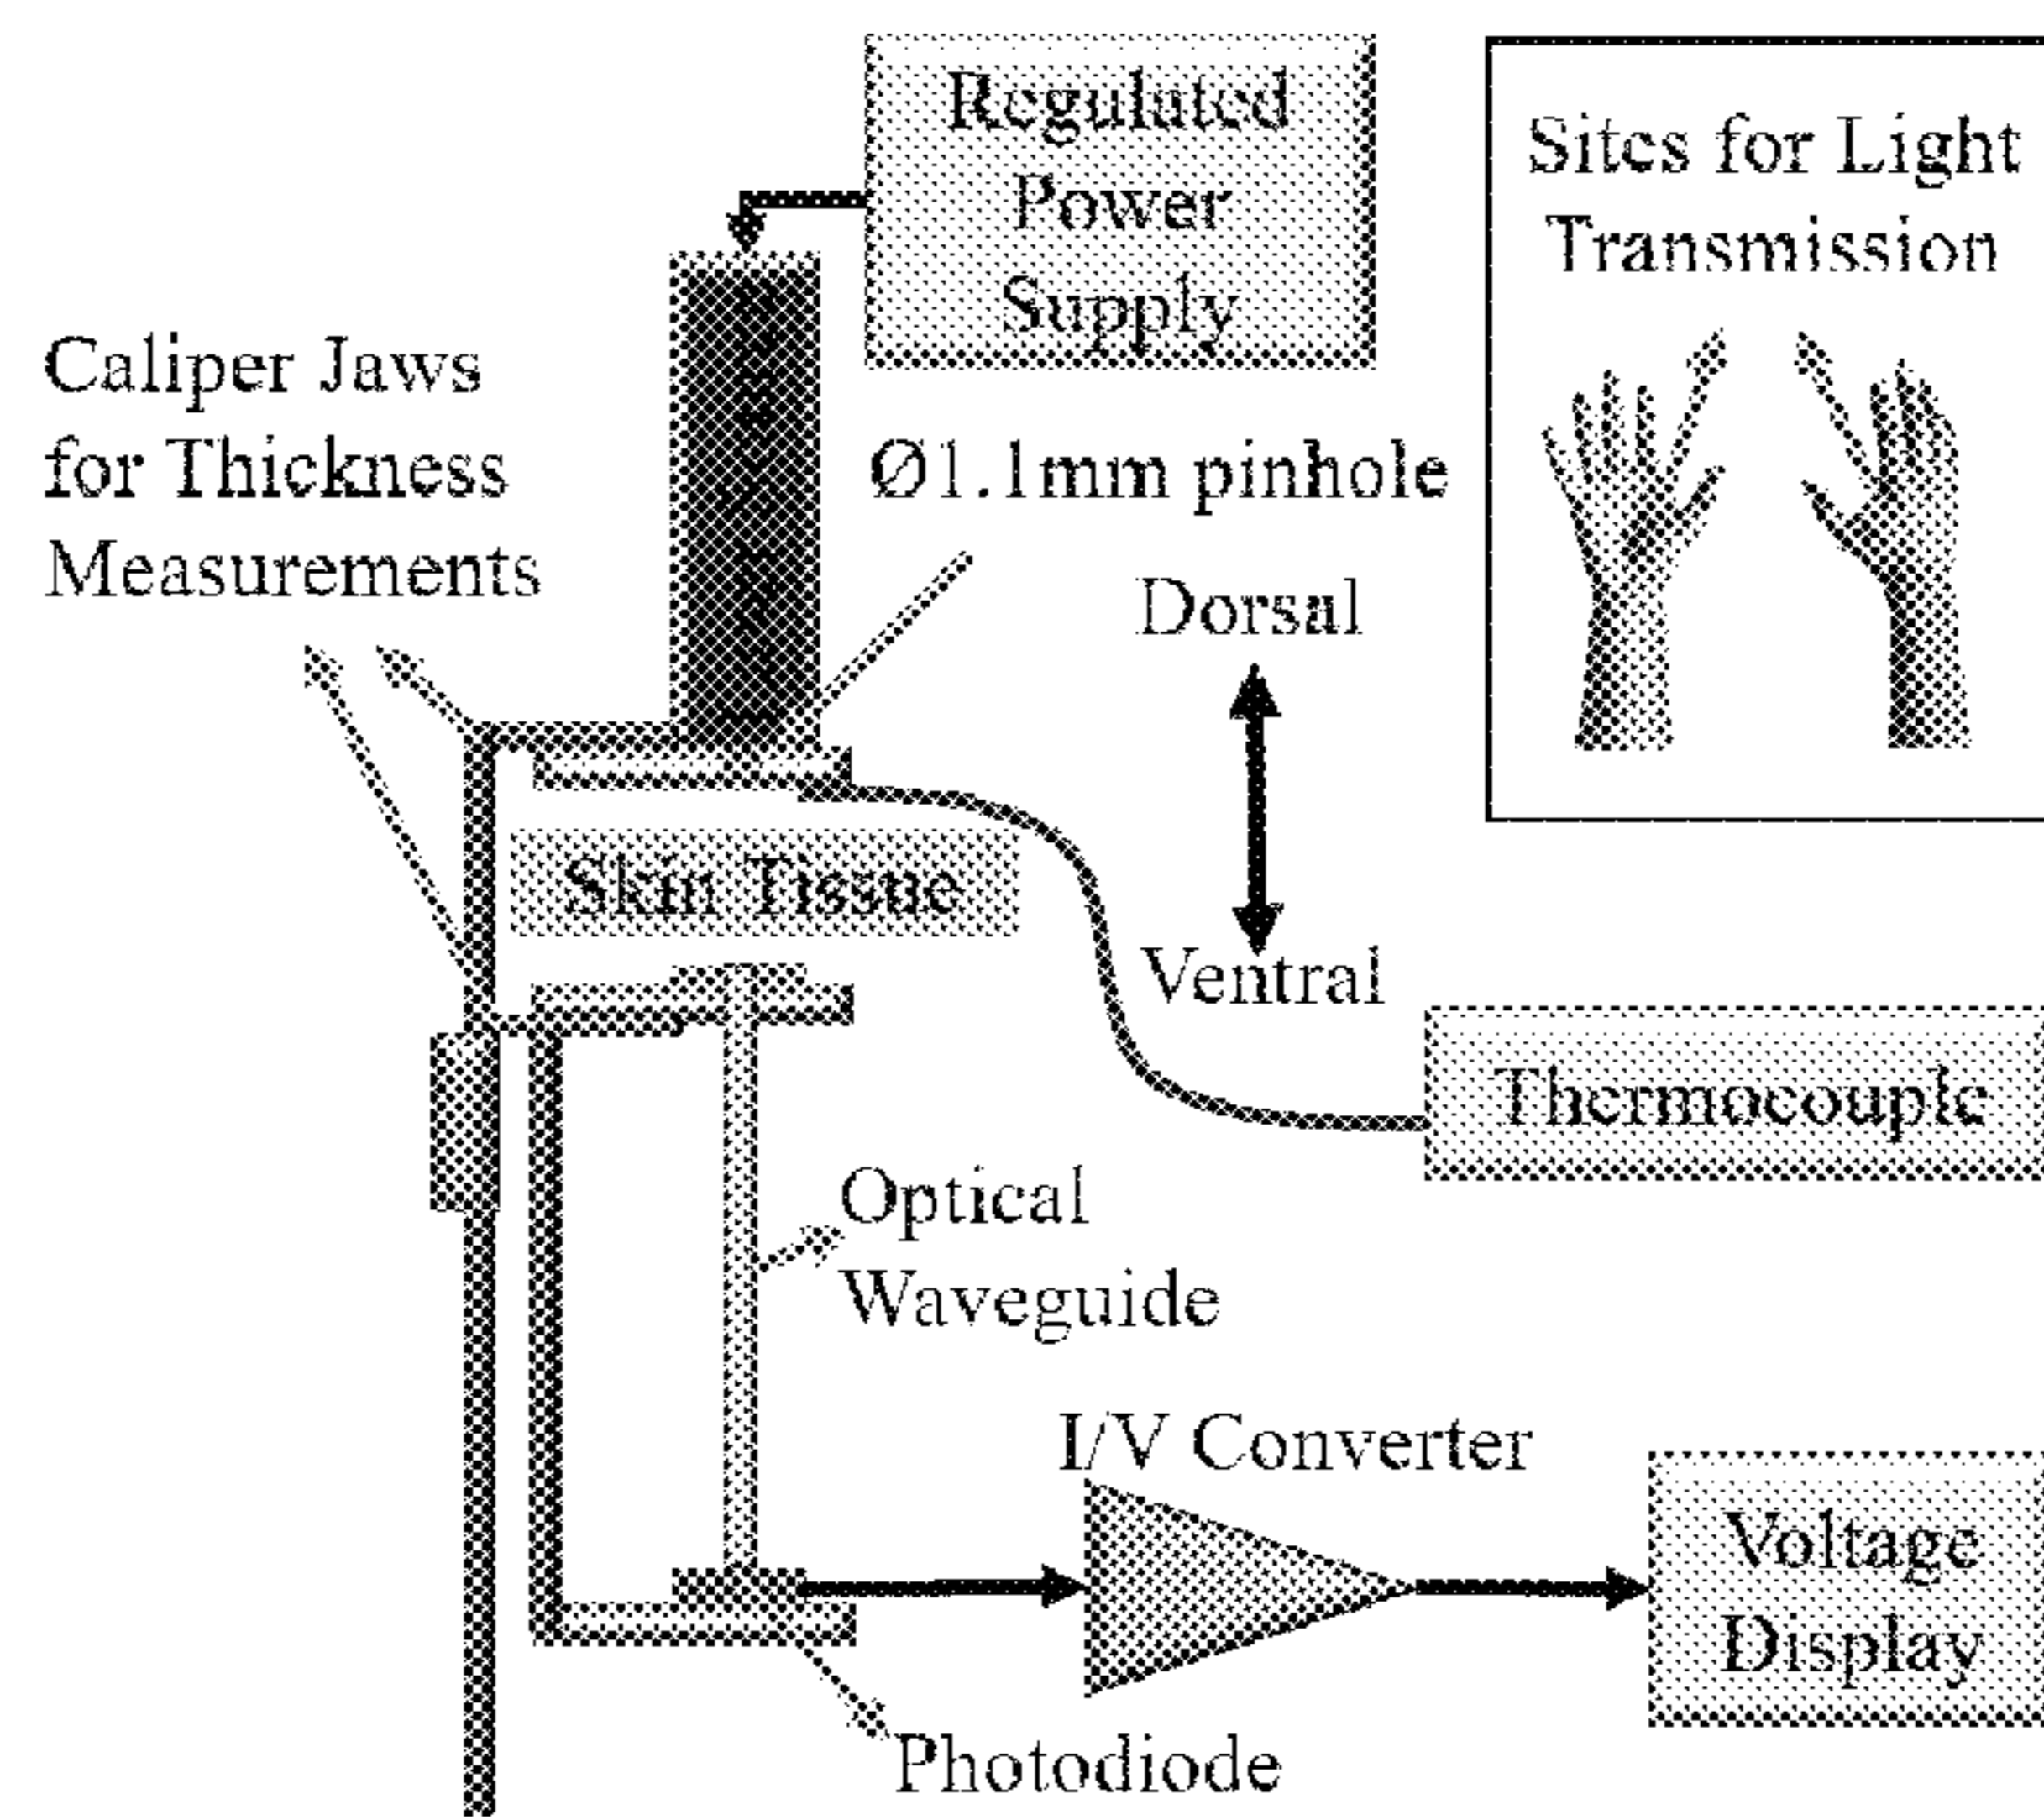 Regulated
Power
Supply
Sites for Light
Transmission
Caliper Jaws
for Thickness
Measurements
Ø1.1mm pinhole
Dorsal
Skin Tissue
Ventral
Thermocouple
Optical
Waveguide
I/V Converter
Voltage
Display
Photodiode